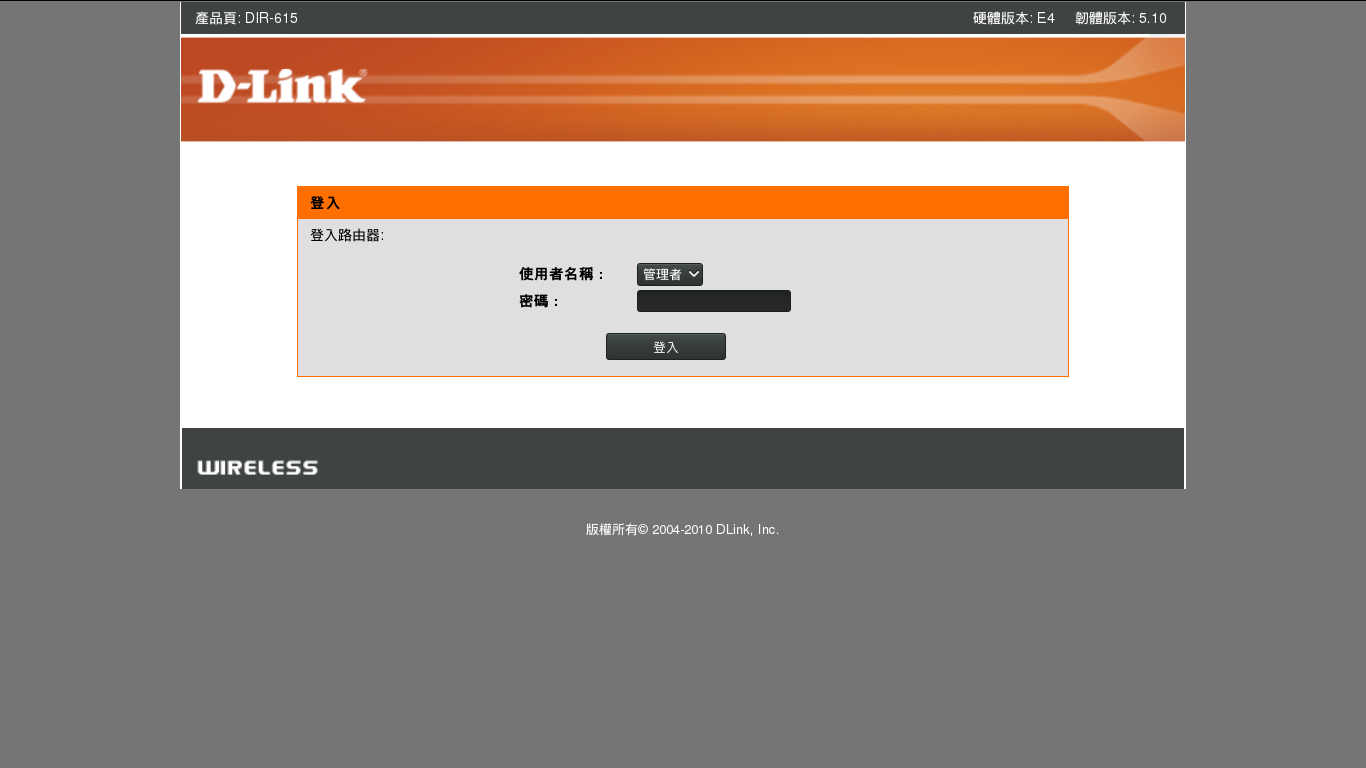 產品頁: DIR-615 硬體版本: E4 韌體版本: 5.10
D-Link®
登入
登入路由器:
使用者名稱 : 管理者
密碼 :
登入
WIRELESS
版權所有© 2004-2010 DLink, Inc.